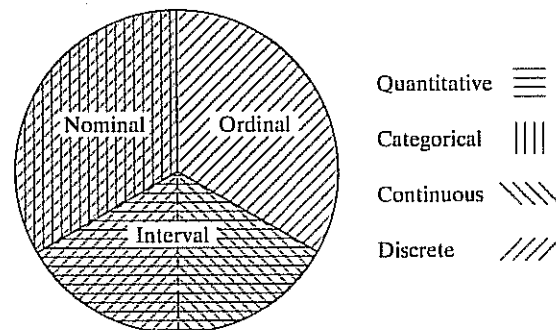 Nominal
Ordinal
Interval
Quantitative
Categorical
Continuous
Discrete